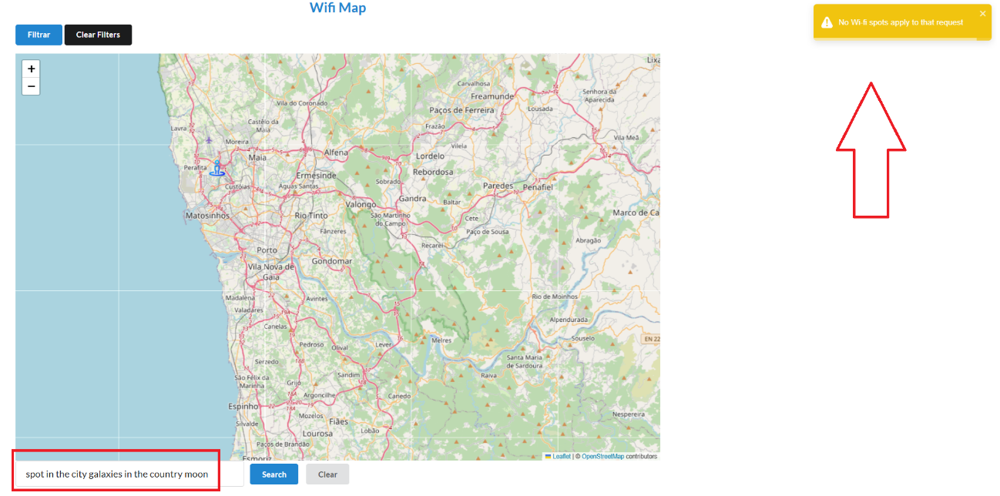 Wifi Map
No Wi-fi spots apply to that request
Filtrar
Clear Filters
+
−
Lixa
Carvalhosa
Freamunde
Senhora da
Aparecida
Vila do Coronado
Paços de Ferreira
Lousada
Castêlo da
Maia
Frazão
Lavra
Moreira
Vilela
Vila Meã
Maia
Alfena
Lordelo
Perafita
Rebordosa
Ermesinde
Custóias
Águas Santas
Sobrado
Paredes
Penafiel
Gandra
Baltar
Valongo
Matosinhos
Rio Tinto
São Martinho
do Campo
Cete
Marco de Ca
Fânzeres
Paço de Sousa
Recarei
Abragão
Porto
Gondomar
Vila Nova de
Gaia
Madalena
Avintes
Rio de Moinhos
Valadares
Alpendurada
Canelas
Pedroso
Olival
Lever
Melres
Souselo
EN 22
Serzedo
Santa Maria
de Sardoura
São Félix da
Marinha
Grijó
Sandim
Raiva
Argoncilhe
Canedo
Espinho
Mozelos
Nespereira
Silvalde
Fiães
Lobão
Lourosa
Paços de Brandão
Esmoriz
Leaflet | © OpenStreetMap contributors
spot in the city galaxies in the country moon
Search
Clear